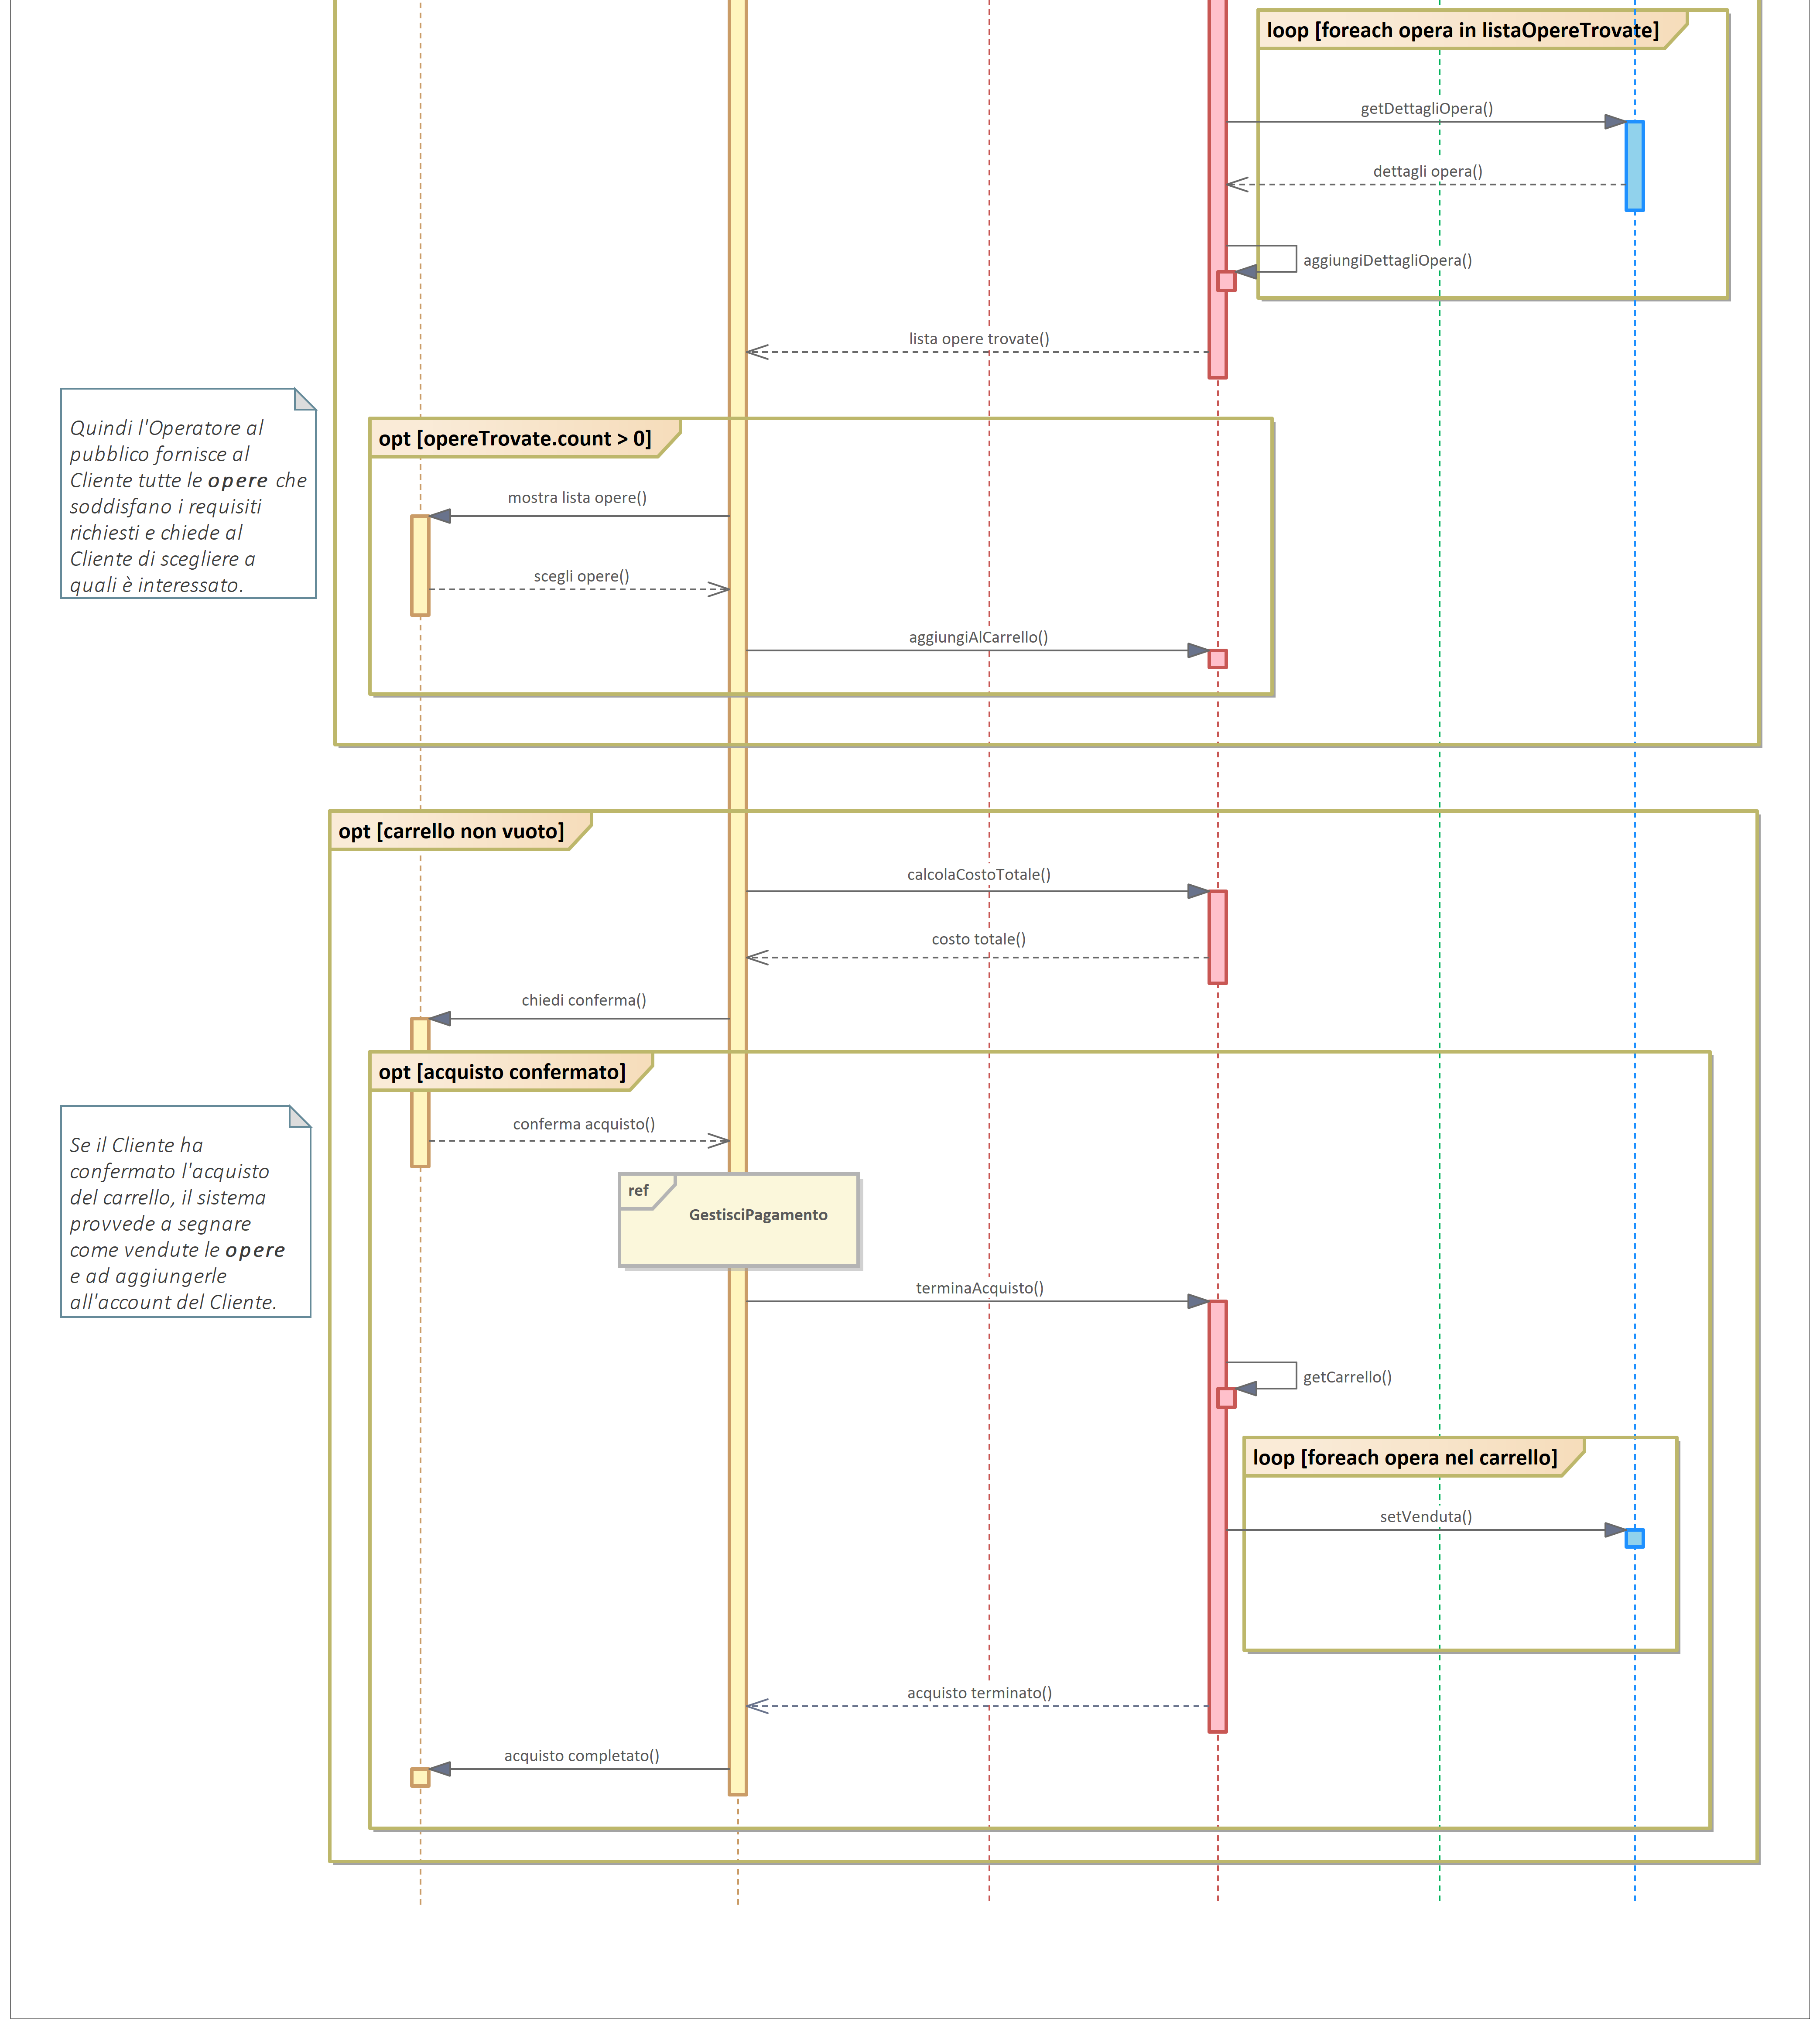 loop [foreach opera in listaOpereTrovate]
getDettagliOpera()
dettagli opera()
aggiungiDettagliOpera()
lista opere trovate()
Quindi l'Operatore al
pubblico fornisce al
Cliente tutte le opere che
soddisfano i requisiti
richiesti e chiede al
Cliente di scegliere a
quali è interessato.
opt [opereTrovate.count > 0]
mostra lista opere()
scegli opere()
aggiungiAlCarrello()
opt [carrello non vuoto]
calcolaCostoTotale()
costo totale()
chiedi conferma()
opt [acquisto confermato]
conferma acquisto()
Se il Cliente ha
confermato l'acquisto
del carrello, il sistema
provvede a segnare
come vendute le opere
e ad aggiungerle
all'account del Cliente.
ref
GestisciPagamento
terminaAcquisto()
getCarrello()
loop [foreach opera nel carrello]
setVenduta()
acquisto terminato()
acquisto completato()